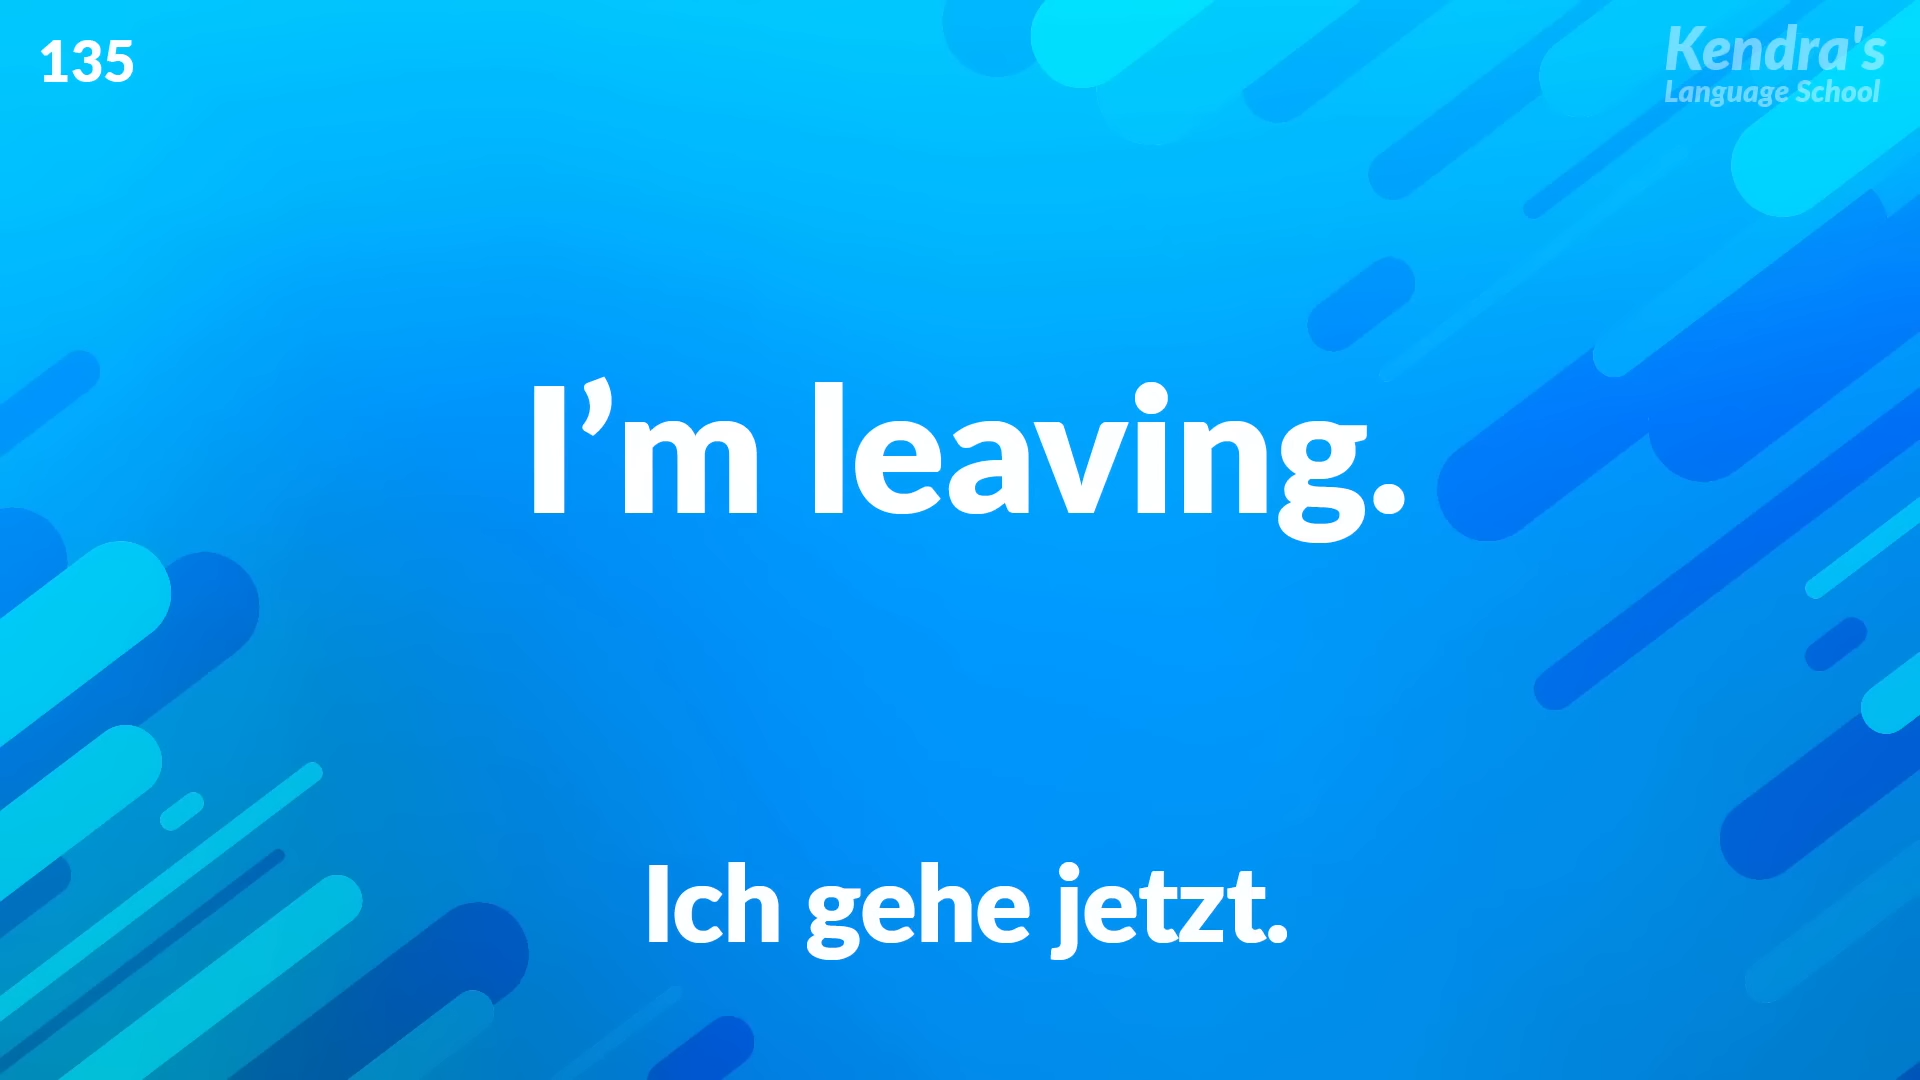 135
Kendra's
Language School
I’m leaving.
Ich gehe jetzt.